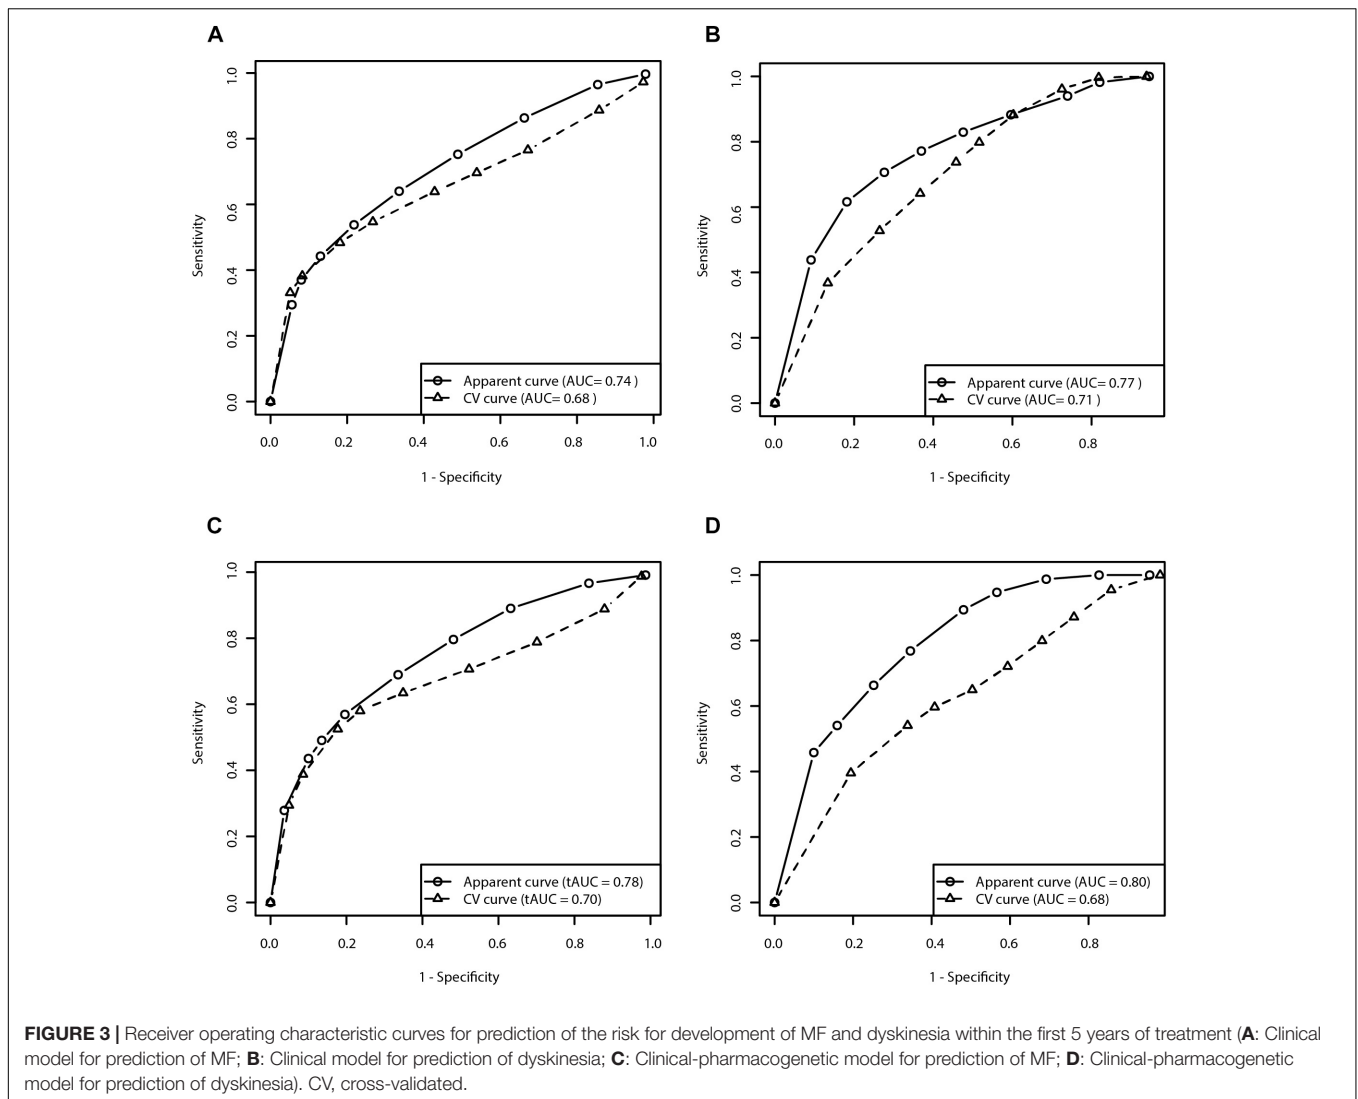 A
B
1.0
0.8
0.6
0.4
0.2
0.0
Sensitivity
Apparent curve (AUC= 0.74 )
CV curve (AUC= 0.68 )
0.0 0.2 0.4 0.6 0.8 1.0
1 - Specificity
1.0
0.8
0.6
0.4
0.2
0.0
Sensitivity
Apparent curve (AUC= 0.77 )
CV curve (AUC= 0.71 )
0.0 0.2 0.4 0.6 0.8
1 - Specificity
C
D
1.0
0.8
0.6
0.4
0.2
0.0
Sensitivity
Apparent curve (tAUC = 0.78)
CV curve (tAUC = 0.70)
0.0 0.2 0.4 0.6 0.8 1.0
1 - Specificity
1.0
0.8
0.6
0.4
0.2
0.0
Sensitivity
Apparent curve (AUC = 0.80)
CV curve (AUC = 0.68)
0.0 0.2 0.4 0.6 0.8
1 - Specificity
FIGURE 3 | Receiver operating characteristic curves for prediction of the risk for development of MF and dyskinesia within the first 5 years of treatment (A: Clinical
model for prediction of MF; B: Clinical model for prediction of dyskinesia; C: Clinical-pharmacogenetic model for prediction of MF; D: Clinical-pharmacogenetic
model for prediction of dyskinesia). CV, cross-validated.